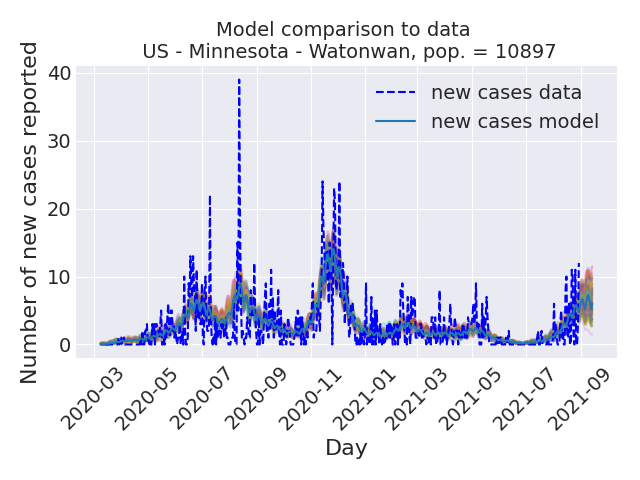 Model comparison to data
US - Minnesota - Watonwan, pop. = 10897
Number of new cases reported
40
30
20
10
0
new cases data
new cases model
2020-03
2020-05
2020-07
2020-09
2020-11
2021-01
2021-03
2021-05
2021-07
2021-09
Day